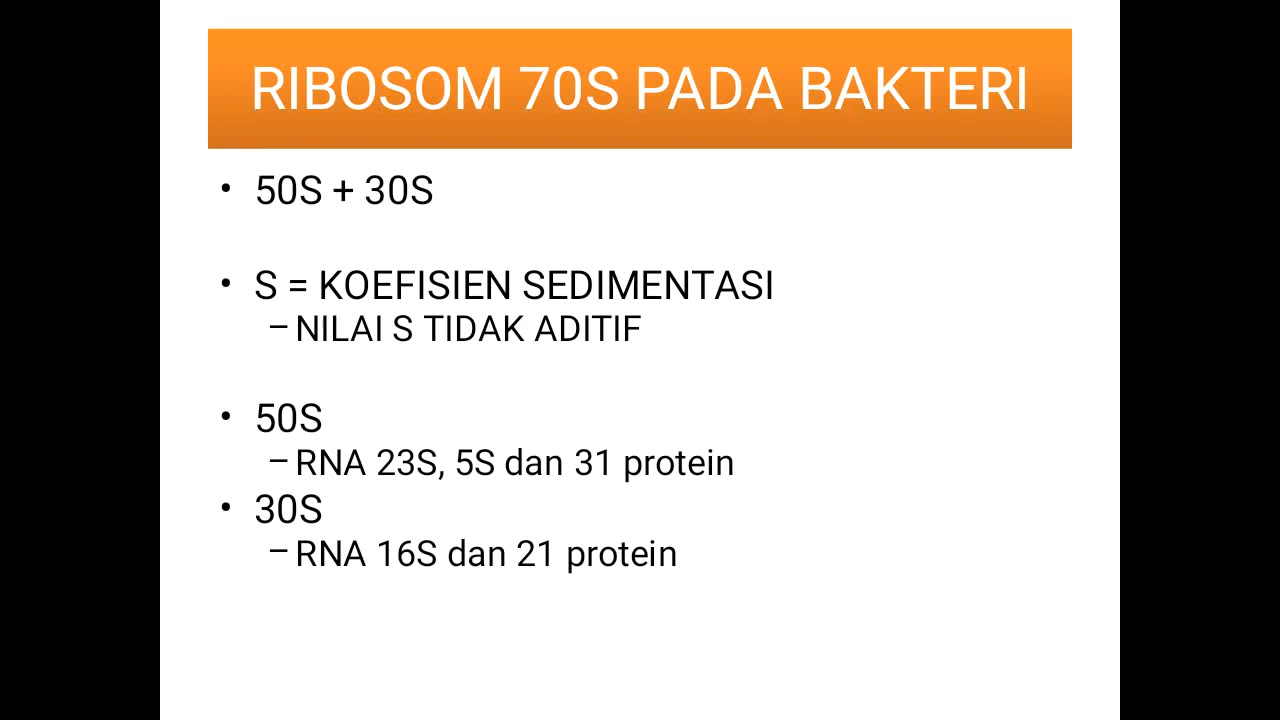 RIBOSOM 70S PADA BAKTERI
• 50S + 30S
• S = KOEFISIEN SEDIMENTASI
– NILAI S TIDAK ADITIF
• 50S
– RNA 23S, 5S dan 31 protein
• 30S
– RNA 16S dan 21 protein